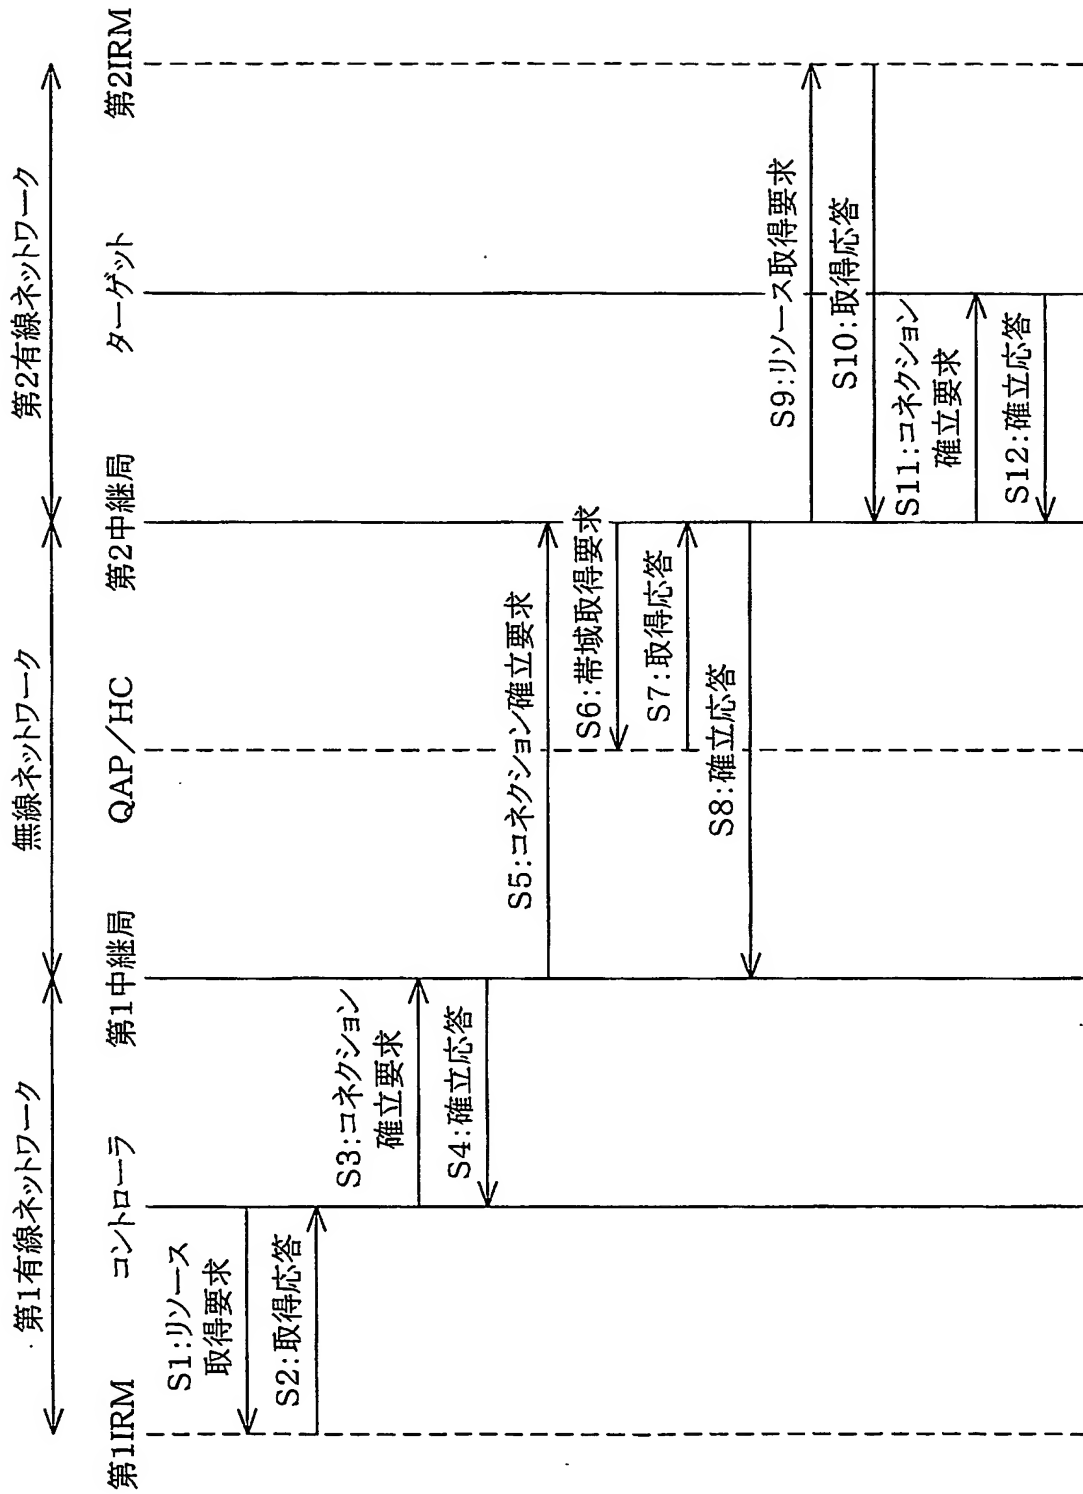 第1有線ネットワーク
無線ネットワーク
第2有線ネットワーク
第1IRM
コントローラ
第1中継局
QAP/HC
第2中継局
ターゲット
第2IRM
S1:リソース
取得要求
S2:取得応答
S3:コネクション
確立要求
S4:確立応答
S5:コネクション確立要求
S6:帯域取得要求
S7:取得応答
S8:確立応答
S9:リソース取得要求
S10:取得応答
S11:コネクション
確立要求
S12:確立応答